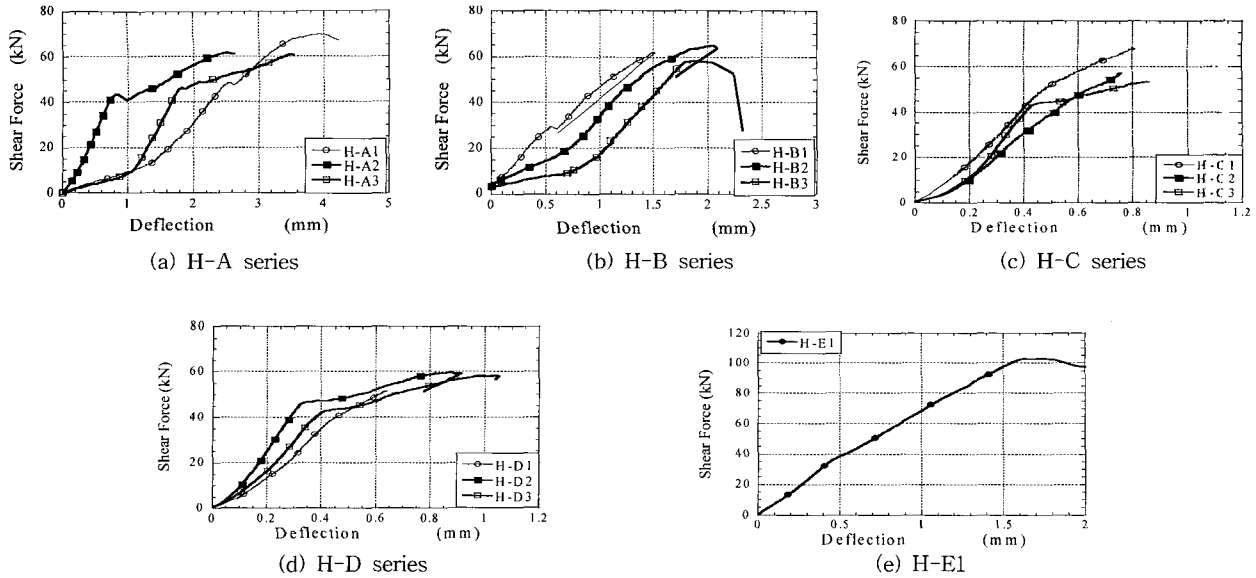 80
60
40
20
0
Shear Force (kN)
H-A1
H-A2
H-A3
0 1 2 3 4 5
Deflection (mm)
(a) H-A series
80
60
40
20
0
Shear Force (kN)
H-B1
H-B2
H-B3
0 0.5 1 1.5 2 2.5 3
Deflection (mm)
(b) H-B series
80
60
40
20
0
Shear Force (kN)
H-C1
H-C2
H-C3
0 0.2 0.4 0.6 0.8 1 1.2
Deflection (mm)
(c) H-C series
80
60
40
20
0
Shear Force (kN)
H-D1
H-D2
H-D3
0 0.2 0.4 0.6 0.8 1 1.2
Deflection (mm)
(d) H-D series
120
100
80
60
40
20
0
Shear Force (kN)
H-E1
0 0.5 1 1.5 2
Deflection (mm)
(e) H-E1